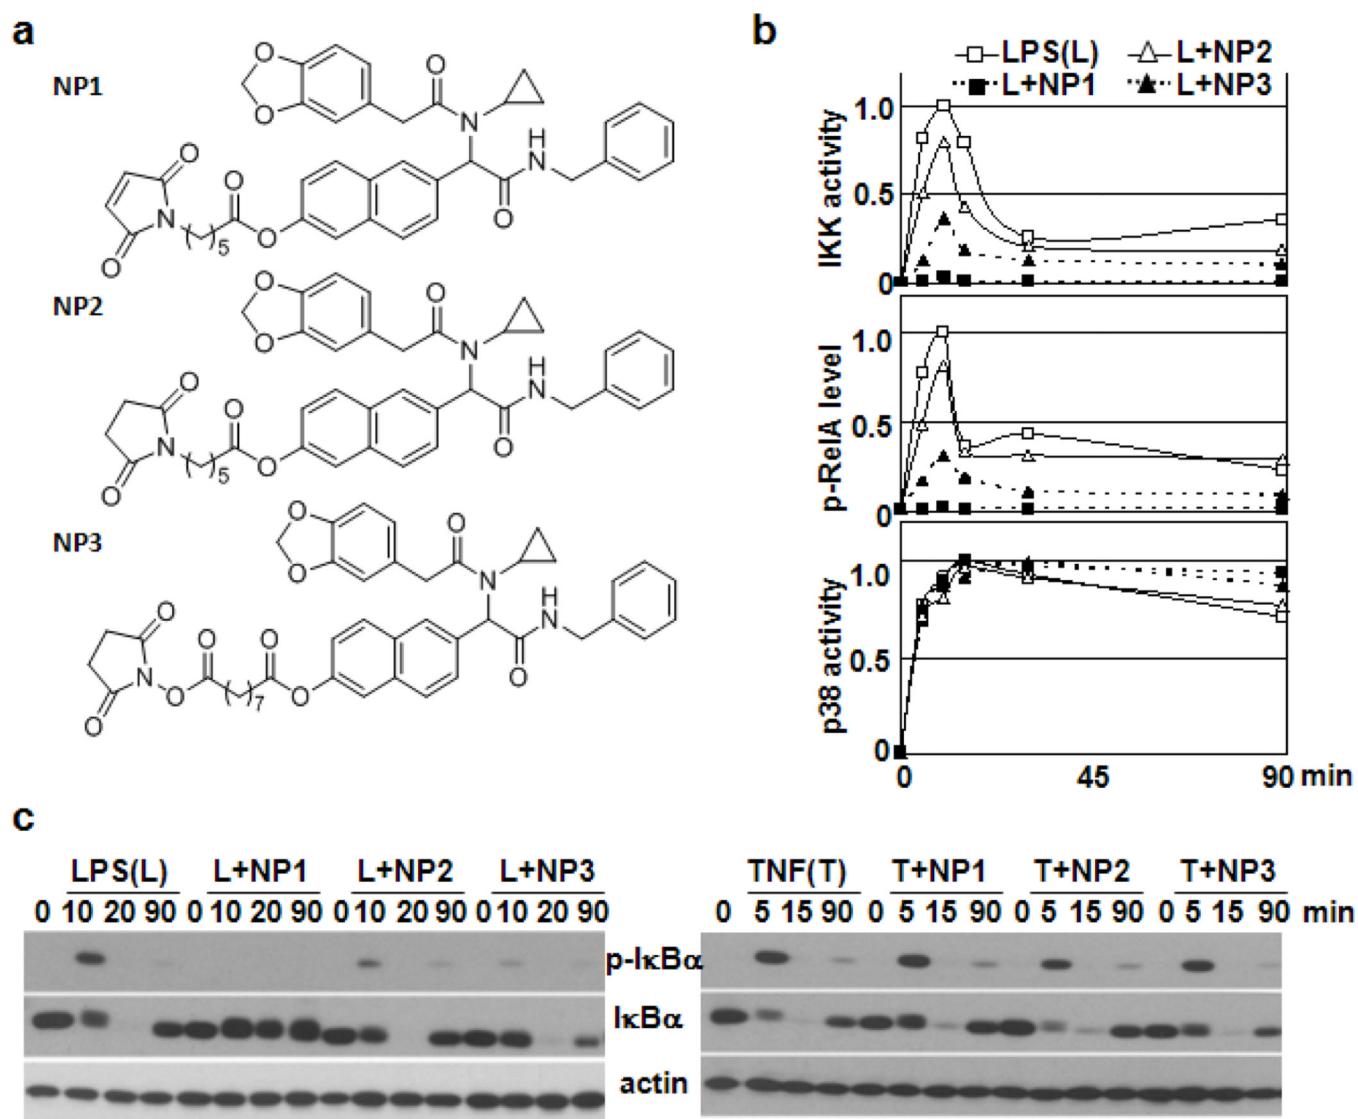 a
NP1
O
O
O
N
H
N
O
O
N
O
( )5
O
O
NP2
O
O
O
N
H
N
O
O
N
O
( )5
O
O
NP3
O
O
O
N
H
N
O
O
N
O
O
O
( )7
O
O
b
LPS(L) L+NP2
L+NP1 L+NP3
IKK activity
1.0
0.5
0
p-RelA level
1.0
0.5
0
p38 activity
1.0
0.5
0
0 45 90 min
c
LPS(L) L+NP1 L+NP2 L+NP3
0 10 20 90 0 10 20 90 0 10 20 90 0 10 20 90
TNF(T) T+NP1 T+NP2 T+NP3
0 5 15 90 0 5 15 90 0 5 15 90 0 5 15 90 min
p-IκBα
IκBα
actin